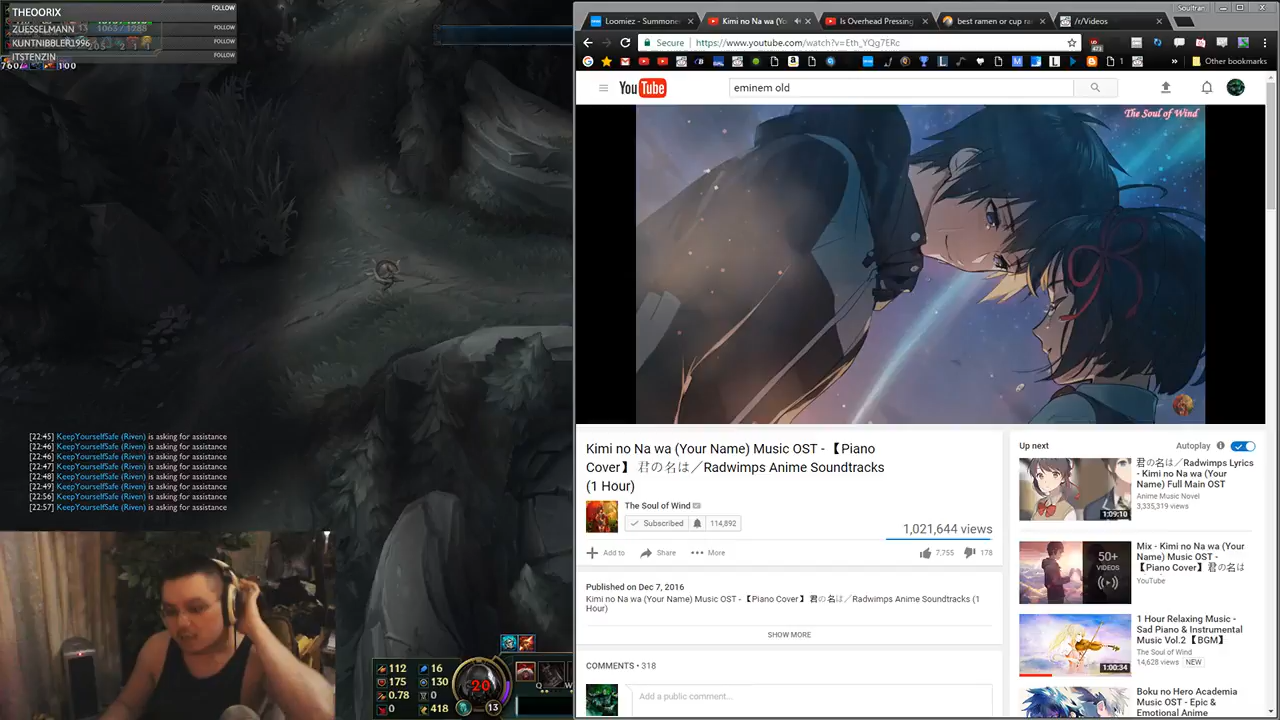 THEOORIX
FOLLOW
ZUESSELMANN
FOLLOW
1063 / 1288
KUNTNIBBLER1996
FOLLOW
ITSTENZIN
FOLLOW
100
[22:45] KeepYourselfSafe (Riven) is asking for assistance
[22:46] KeepYourselfSafe (Riven) is asking for assistance
[22:46] KeepYourselfSafe (Riven) is asking for assistance
[22:47] KeepYourselfSafe (Riven) is asking for assistance
[22:48] KeepYourselfSafe (Riven) is asking for assistance
[22:49] KeepYourselfSafe (Riven) is asking for assistance
[22:56] KeepYourselfSafe (Riven) is asking for assistance
[22:57] KeepYourselfSafe (Riven) is asking for assistance
112 16
175 130
0.78 0
0 418
20
13
Q W
Soultran
Loomiez - Summoner
Kimi no Na wa (Yo
Is Overhead Pressing
best ramen or cup ra
/r/Videos
Secure https://www.youtube.com/watch?v=Eth_YQg7ERc
Other bookmarks
YouTube
eminem old
The Soul of Wind
Kimi no Na wa (Your Name) Music OST -【Piano
Cover】 君の名は／Radwimps Anime Soundtracks
(1 Hour)
The Soul of Wind
Subscribed 114,892
1,021,644 views
Add to Share More
7,755 178
Published on Dec 7, 2016
Kimi no Na wa (Your Name) Music OST -【Piano Cover】 君の名は／Radwimps Anime Soundtracks (1
Hour)
SHOW MORE
COMMENTS • 318
Add a public comment...
Up next
Autoplay
君の名は／Radwimps Lyrics
- Kimi no Na wa (Your
Name) Full Main OST
Anime Music Novel
3,335,319 views
1:09:10
Mix - Kimi no Na wa (Your
Name) Music OST -
【Piano Cover】 君の名は
YouTube
50+
VIDEOS
1 Hour Relaxing Music -
Sad Piano & Instrumental
Music Vol.2【BGM】
The Soul of Wind
14,628 views NEW
1:00:34
Boku no Hero Academia
Music OST - Epic &
Emotional Anime